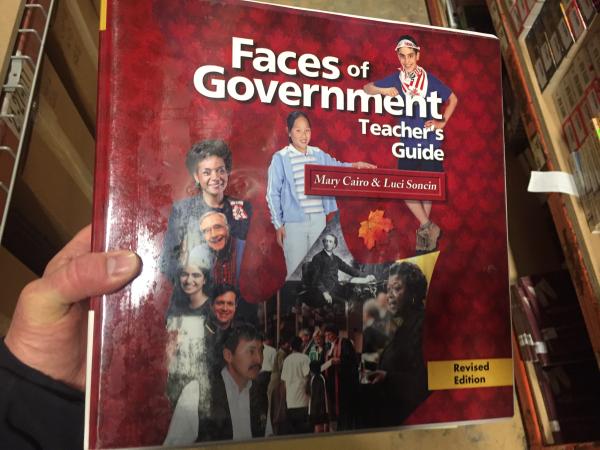 Faces of
Government
Teacher's
Guide
Mary Cairo & Luci Soncin
Revised
Edition